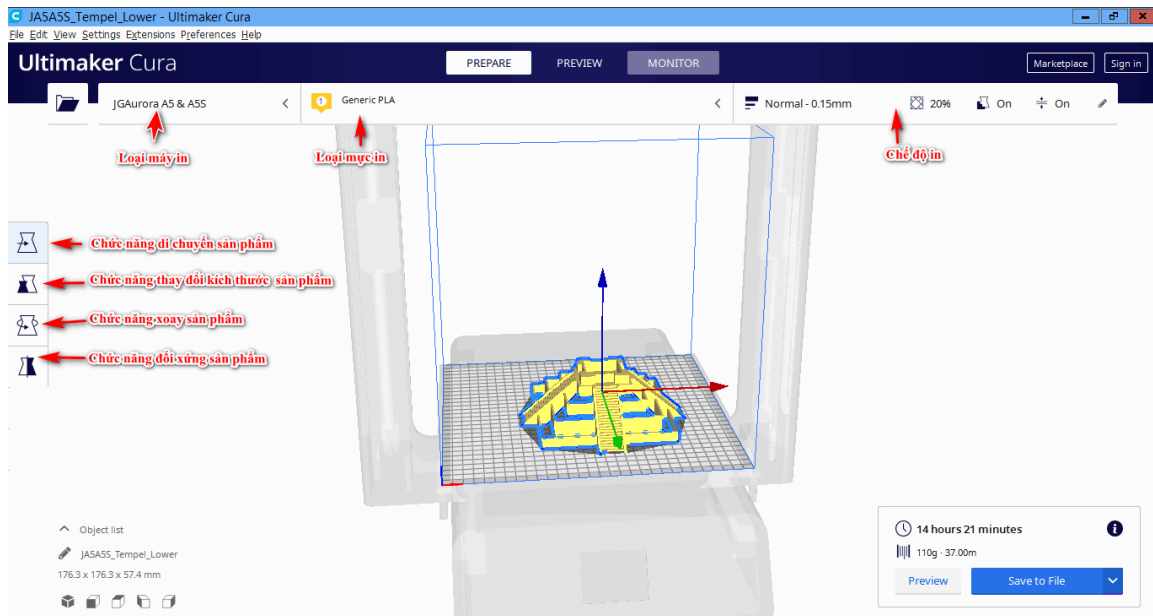 JA5A5S_Tempel_Lower - Ultimaker Cura
File Edit View Settings Extensions Preferences Help
Ultimaker Cura
PREPARE
PREVIEW
MONITOR
Marketplace
Sign in
JGAurora A5 & A5S
1
Generic PLA
Normal - 0.15mm
20%
On
On
Loại máy in
Loại mực in
Chế độ in
Chức năng di chuyển sản phẩm
Chức năng thay đổi kích thước sản phẩm
Chức năng xoay sản phẩm
Chức năng đối xứng sản phẩm
Object list
JA5A5S_Tempel_Lower
176.3 x 176.3 x 57.4 mm
14 hours 21 minutes
110g · 37.00m
Preview
Save to File